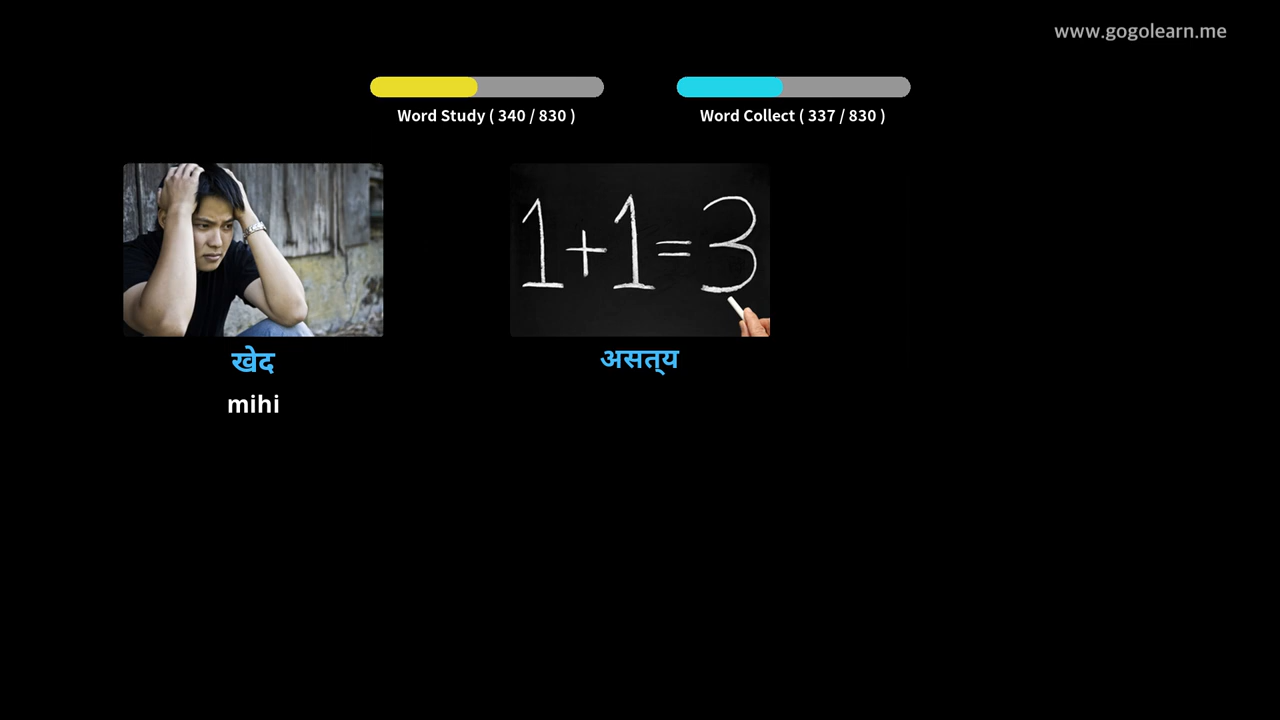 www.gogolearn.me
Word Study ( 340 / 830 )
Word Collect ( 337 / 830 )
1+1=3
खेद
असत्य
mihi